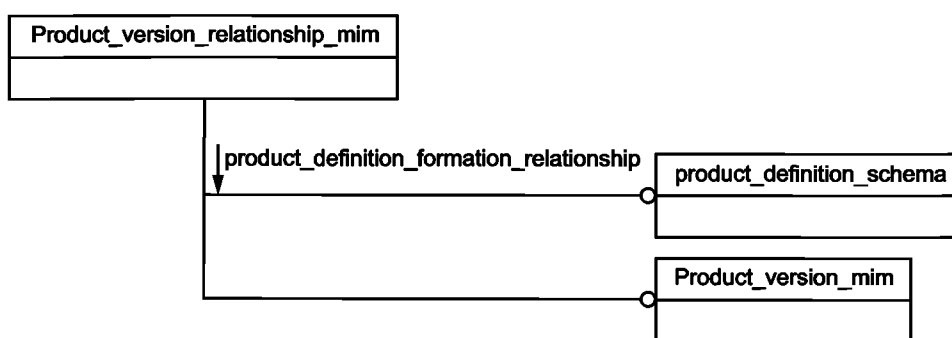 Product_version_relationship_mim
product_definition_formation_relationship
product_definition_schema
Product_version_mim